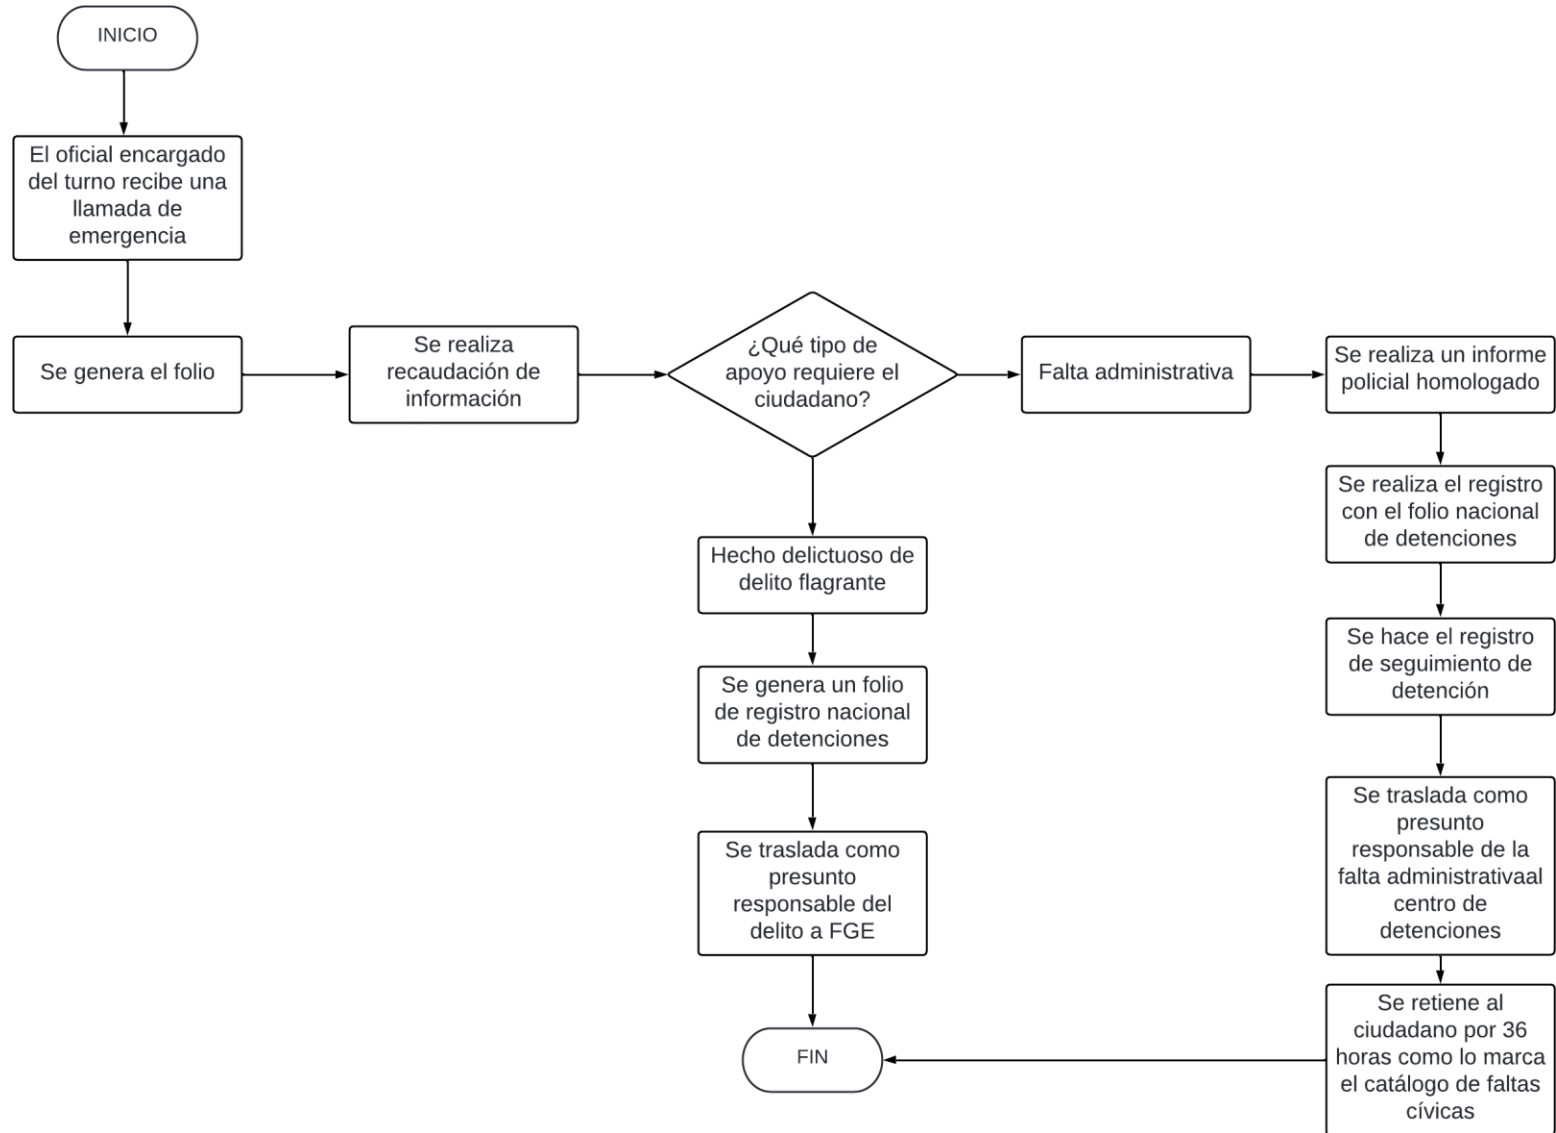 INICIO
El oficial encargado
del turno recibe una
llamada de
emergencia
Se genera el folio
Se realiza
recaudación de
información
¿Qué tipo de
apoyo requiere el
ciudadano?
Falta administrativa
Se realiza un informe
policial homologado
Se realiza el registro
con el folio nacional
de detenciones
Se hace el registro
de seguimiento de
detención
Se traslada como
presunto
responsable de la
falta administrativaal
centro de
detenciones
Se retiene al
ciudadano por 36
horas como lo marca
el catálogo de faltas
cívicas
Hecho delictuoso de
delito flagrante
Se genera un folio
de registro nacional
de detenciones
Se traslada como
presunto
responsable del
delito a FGE
FIN